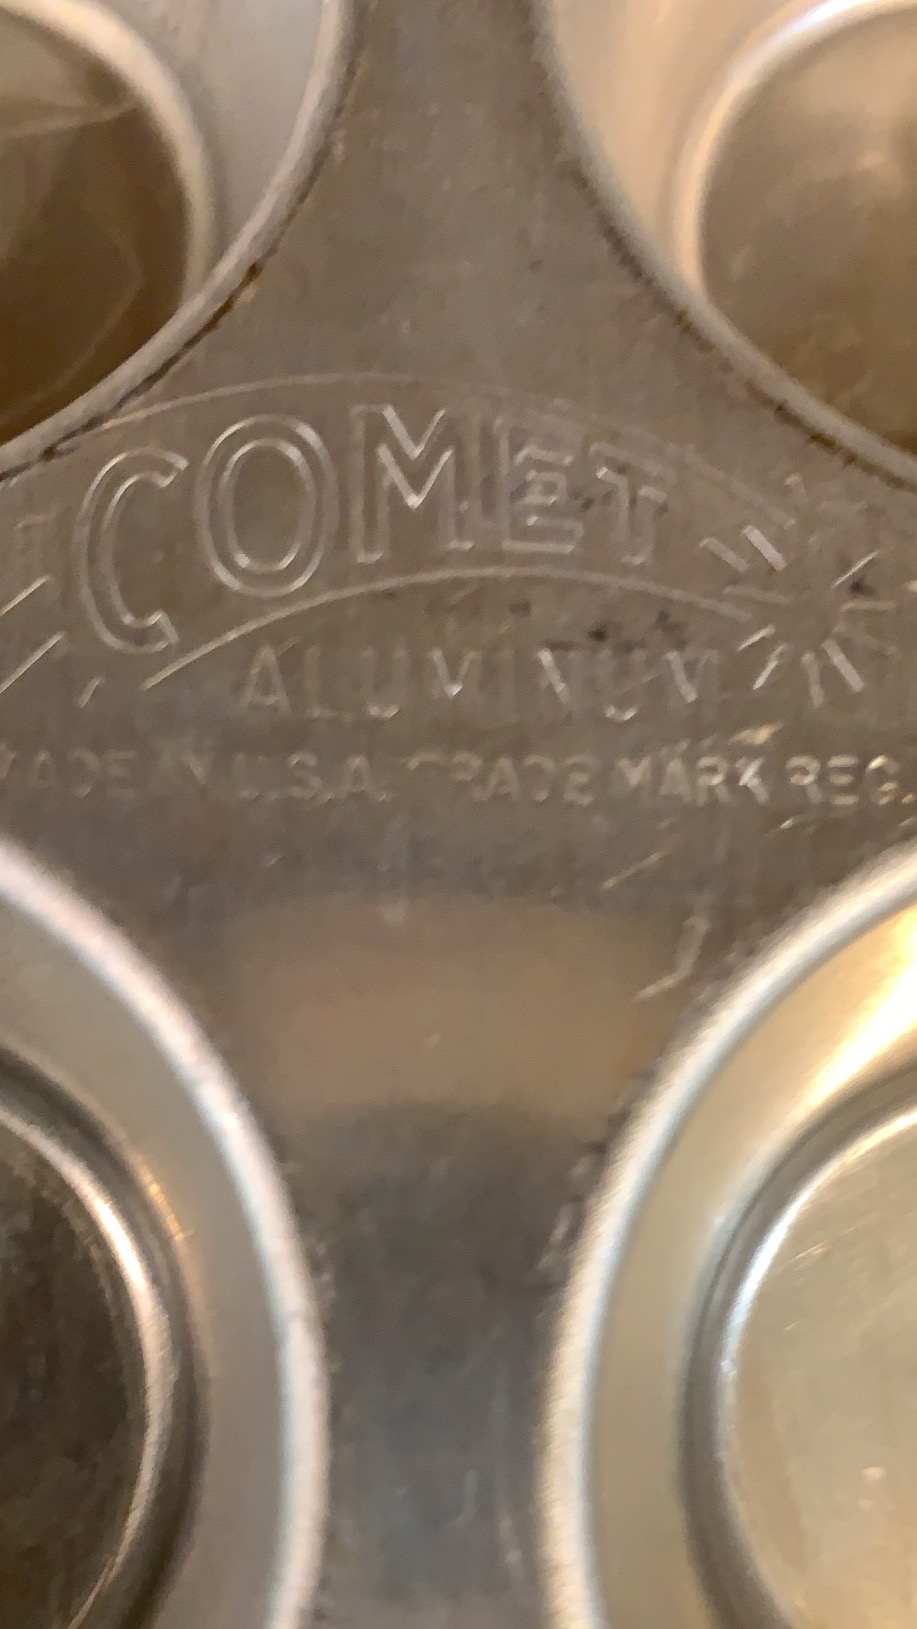 COMET
ALUMINUM
MADE IN U.S.A. TRADE MARK REG.